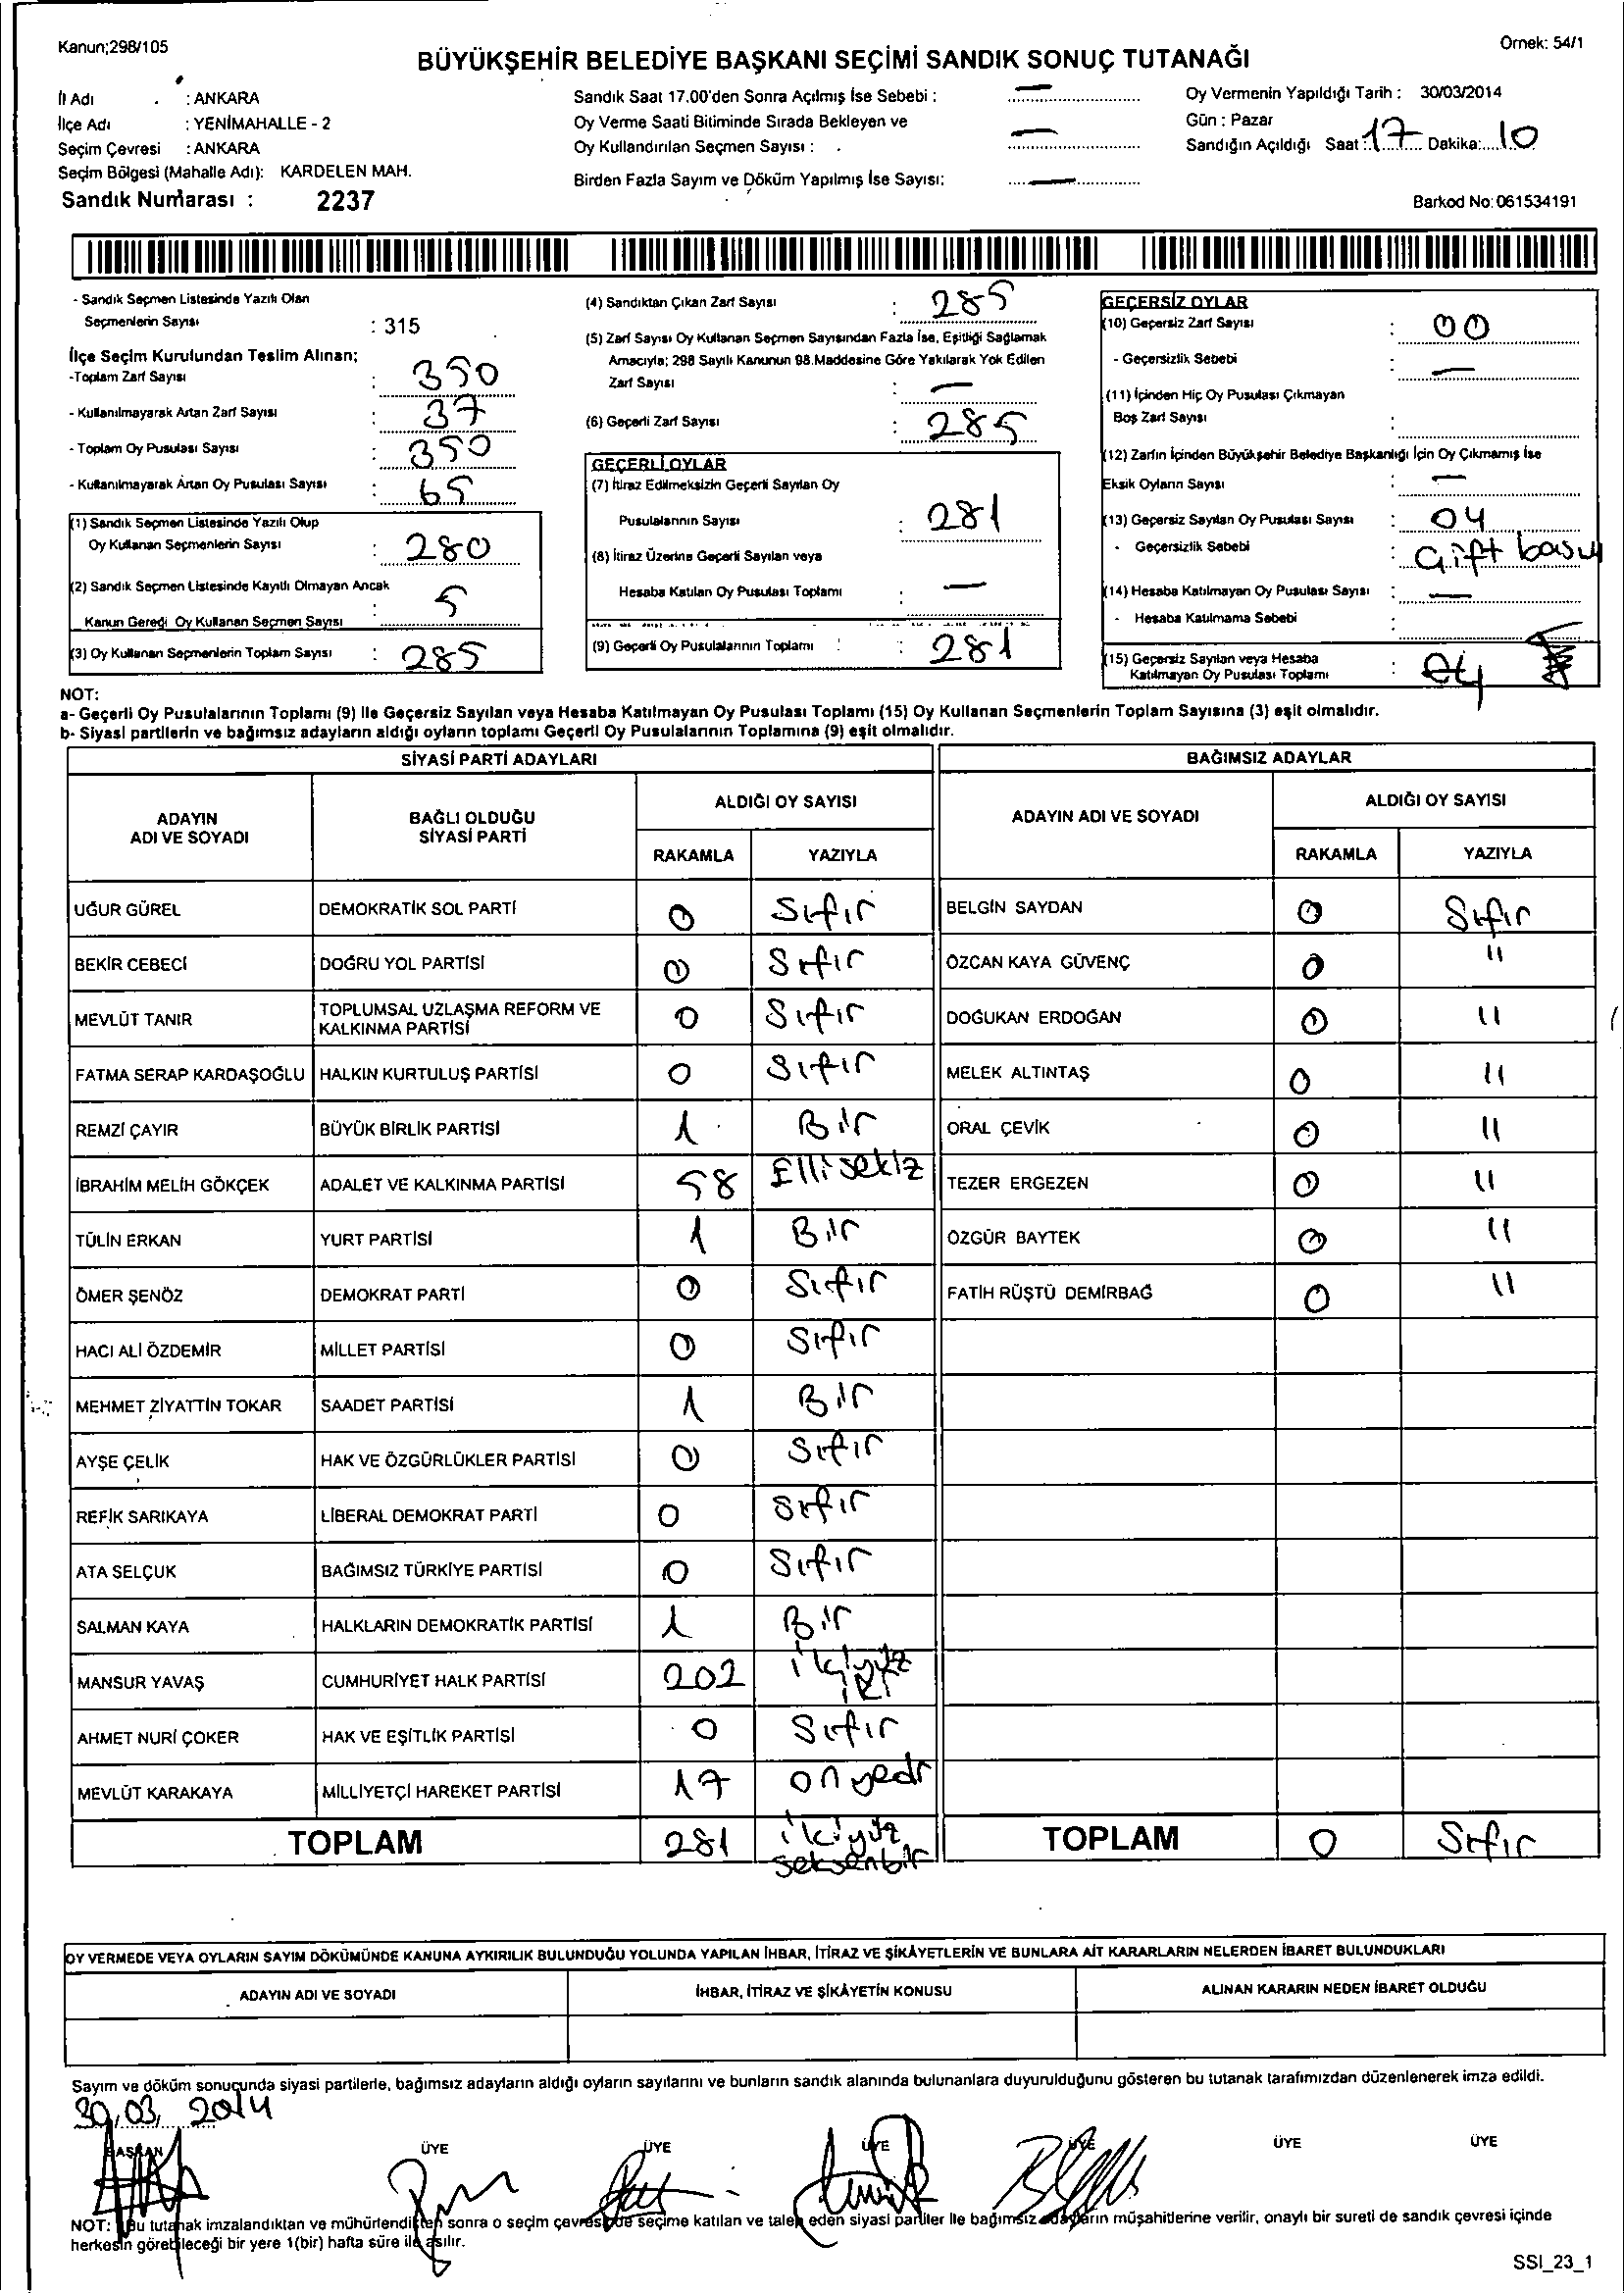 Kanun;298/105
Örnek: 54/1
BÜYÜKŞEHİR BELEDİYE BAŞKANI SEÇİMİ SANDIK SONUÇ TUTANAĞI
İl Adı : ANKARA
İlçe Adı : YENİMAHALLE - 2
Seçim Çevresi : ANKARA
Seçim Bölgesi (Mahalle Adı): KARDELEN MAH.
Sandık Numarası : 2237
Sandık Saat 17.00'den Sonra Açılmış İse Sebebi : —
Oy Verme Saati Bitiminde Sırada Bekleyen ve
Oy Kullandırılan Seçmen Sayısı : —
Birden Fazla Sayım ve Döküm Yapılmış İse Sayısı: —
Oy Vermenin Yapıldığı Tarih : 30/03/2014
Gün : Pazar
Sandığın Açıldığı Saat : 17 Dakika: 10
Barkod No: 061534191
- Sandık Seçmen Listesinde Yazılı Olan
Seçmenlerin Sayısı : 315
İlçe Seçim Kurulundan Teslim Alınan;
-Toplam Zarf Sayısı : 350
- Kullanılmayarak Artan Zarf Sayısı : 37
- Toplam Oy Pusulası Sayısı : 350
- Kullanılmayarak Artan Oy Pusulası Sayısı : 65
(1) Sandık Seçmen Listesinde Yazılı Olup
Oy Kullanan Seçmenlerin Sayısı : 280
(2) Sandık Seçmen Listesinde Kayıtlı Olmayan Ancak
Kanun Gereği Oy Kullanan Seçmen Sayısı : 5
(3) Oy Kullanan Seçmenlerin Toplam Sayısı : 285
(4) Sandıktan Çıkan Zarf Sayısı : 285
(5) Zarf Sayısı Oy Kullanan Seçmen Sayısından Fazla İse, Eşitliği Sağlamak
Amacıyla; 298 Sayılı Kanunun 98.Maddesine Göre Yakılarak Yok Edilen
Zarf Sayısı : —
(6) Geçerli Zarf Sayısı : 285
GEÇERLİ OYLAR
(7) İtiraz Edilmeksizin Geçerli Sayılan Oy
Pusulalarının Sayısı : 281
(8) İtiraz Üzerine Geçerli Sayılan veya
Hesaba Katılan Oy Pusulası Toplamı : —
(9) Geçerli Oy Pusulalarının Toplamı : 281
GEÇERSİZ OYLAR
(10) Geçersiz Zarf Sayısı : 00
- Geçersizlik Sebebi : —
(11) İçinden Hiç Oy Pusulası Çıkmayan
Boş Zarf Sayısı :
(12) Zarfın İçinden Büyükşehir Belediye Başkanlığı İçin Oy Çıkmamış İse
Eksik Oyların Sayısı : —
(13) Geçersiz Sayılan Oy Pusulası Sayısı : 04
- Geçersizlik Sebebi : Çift basım
(14) Hesaba Katılmayan Oy Pusulası Sayısı : —
- Hesaba Katılmama Sebebi :
(15) Geçersiz Sayılan veya Hesaba
Katılmayan Oy Pusulası Toplamı : 04
NOT:
a- Geçerli Oy Pusulalarının Toplamı (9) İle Geçersiz Sayılan veya Hesaba Katılmayan Oy Pusulası Toplamı (15) Oy Kullanan Seçmenlerin Toplam Sayısına (3) eşit olmalıdır.
b- Siyasi partilerin ve bağımsız adayların aldığı oyların toplamı Geçerli Oy Pusulalarının Toplamına (9) eşit olmalıdır.
SİYASİ PARTİ ADAYLARI BAĞIMSIZ ADAYLAR
ADAYIN ADI VE SOYADI BAĞLI OLDUĞU SİYASİ PARTİ ALDIĞI OY SAYISI ADAYIN ADI VE SOYADI ALDIĞI OY SAYISI
RAKAMLA YAZIYLA RAKAMLA YAZIYLA
UĞUR GÜREL DEMOKRATİK SOL PARTİ 0 Sıfır BELGİN SAYDAN 0 Sıfır
BEKİR CEBECİ DOĞRU YOL PARTİSİ 0 Sıfır ÖZCAN KAYA GÜVENÇ 0 "
MEVLÜT TANIR TOPLUMSAL UZLAŞMA REFORM VE KALKINMA PARTİSİ 0 Sıfır DOĞUKAN ERDOĞAN 0 "
FATMA SERAP KARDAŞOĞLU HALKIN KURTULUŞ PARTİSİ 0 Sıfır MELEK ALTINTAŞ 0 "
REMZİ ÇAYIR BÜYÜK BİRLİK PARTİSİ 1 Bir ORAL ÇEVİK 0 "
İBRAHİM MELİH GÖKÇEK ADALET VE KALKINMA PARTİSİ 58 Ellisekiz TEZER ERGEZEN 0 "
TÜLİN ERKAN YURT PARTİSİ 1 Bir ÖZGÜR BAYTEK 0 "
ÖMER ŞENÖZ DEMOKRAT PARTİ 0 Sıfır FATİH RÜŞTÜ DEMİRBAĞ 0 "
HACI ALİ ÖZDEMİR MİLLET PARTİSİ 0 Sıfır
MEHMET ZİYATTİN TOKAR SAADET PARTİSİ 1 Bir
AYŞE ÇELİK HAK VE ÖZGÜRLÜKLER PARTİSİ 0 Sıfır
REFİK SARIKAYA LİBERAL DEMOKRAT PARTİ 0 Sıfır
ATA SELÇUK BAĞIMSIZ TÜRKİYE PARTİSİ 0 Sıfır
SALMAN KAYA HALKLARIN DEMOKRATİK PARTİSİ 1 Bir
MANSUR YAVAŞ CUMHURİYET HALK PARTİSİ 202 ikiyüz iki
AHMET NURİ ÇOKER HAK VE EŞİTLİK PARTİSİ 0 Sıfır
MEVLÜT KARAKAYA MİLLİYETÇİ HAREKET PARTİSİ 17 onyedi
TOPLAM 281 ikiyüz seksenbir TOPLAM 0 Sıfır
OY VERMEDE VEYA OYLARIN SAYIM DÖKÜMÜNDE KANUNA AYKIRILIK BULUNDUĞU YOLUNDA YAPILAN İHBAR, İTİRAZ VE ŞİKÂYETLERİN VE BUNLARA AİT KARARLARIN NELERDEN İBARET BULUNDUKLARI
ADAYIN ADI VE SOYADI İHBAR, İTİRAZ VE ŞİKÂYETİN KONUSU ALINAN KARARIN NEDEN İBARET OLDUĞU
Sayım ve döküm sonucunda siyasi partilerle, bağımsız adayların aldığı oyların sayılarını ve bunların sandık alanında bulunanlara duyurulduğunu gösteren bu tutanak tarafımızdan düzenlenerek imza edildi.
30.03.2014
BAŞKAN ÜYE ÜYE ÜYE ÜYE ÜYE ÜYE
NOT: Bu tutanak imzalandıktan ve mühürlendikten sonra o seçim çevresinde seçime katılan ve talep eden siyasi partiler ile bağımsız adayların müşahitlerine verilir, onaylı bir sureti de sandık çevresi içinde
herkesin görebileceği bir yere 1(bir) hafta süre ile asılır.
SSI_23_1